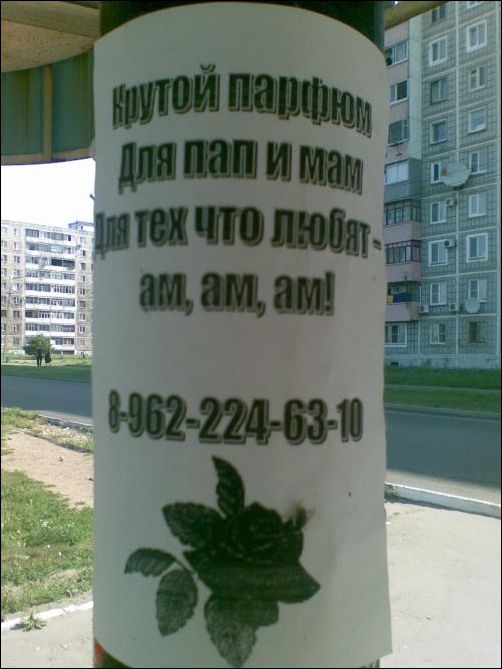 Крутой парфюм
Для пап и мам
Для тех что любят -
ам, ам, ам!
8-962-224-63-10